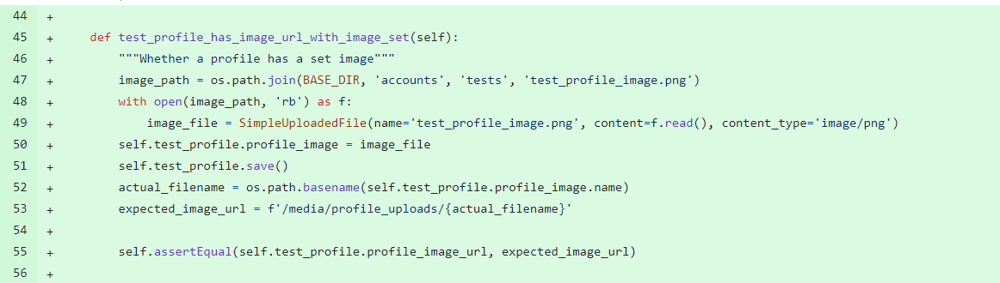 44 +
45 +     def test_profile_has_image_url_with_image_set(self):
46 +         """Whether a profile has a set image"""
47 +         image_path = os.path.join(BASE_DIR, 'accounts', 'tests', 'test_profile_image.png')
48 +         with open(image_path, 'rb') as f:
49 +             image_file = SimpleUploadedFile(name='test_profile_image.png', content=f.read(), content_type='image/png')
50 +         self.test_profile.profile_image = image_file
51 +         self.test_profile.save()
52 +         actual_filename = os.path.basename(self.test_profile.profile_image.name)
53 +         expected_image_url = f'/media/profile_uploads/{actual_filename}'
54 +
55 +         self.assertEqual(self.test_profile.profile_image_url, expected_image_url)
56 +